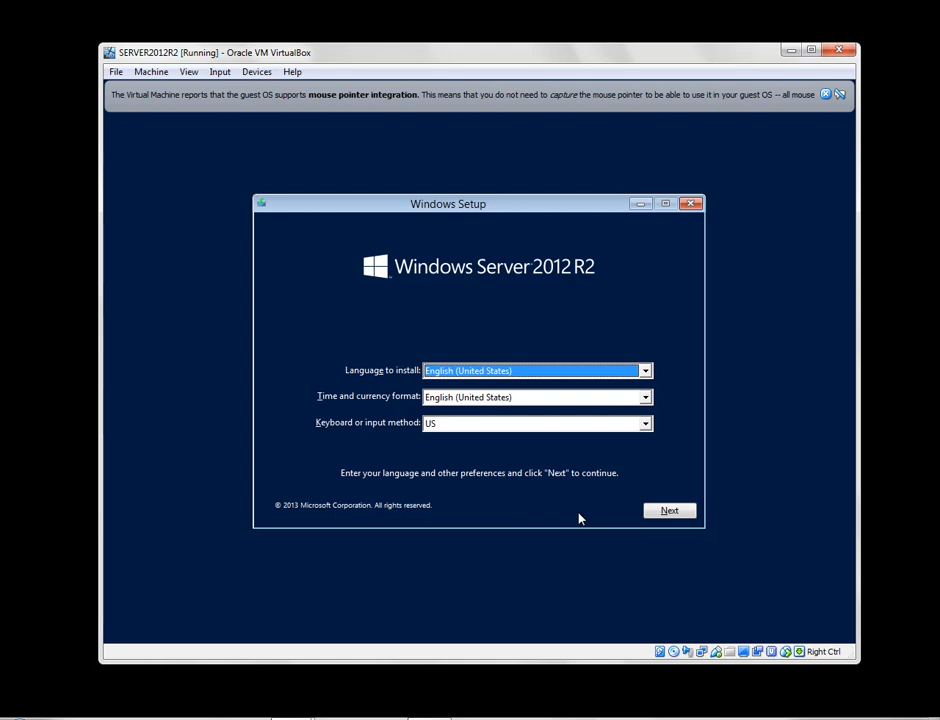 SERVER2012R2 [Running] - Oracle VM VirtualBox
File Machine View Input Devices Help
The Virtual Machine reports that the guest OS supports mouse pointer integration. This means that you do not need to capture the mouse pointer to be able to use it in your guest OS -- all mouse
Windows Setup
Windows Server 2012 R2
Language to install: English (United States)
Time and currency format: English (United States)
Keyboard or input method: US
Enter your language and other preferences and click "Next" to continue.
© 2013 Microsoft Corporation. All rights reserved.
Next
Right Ctrl